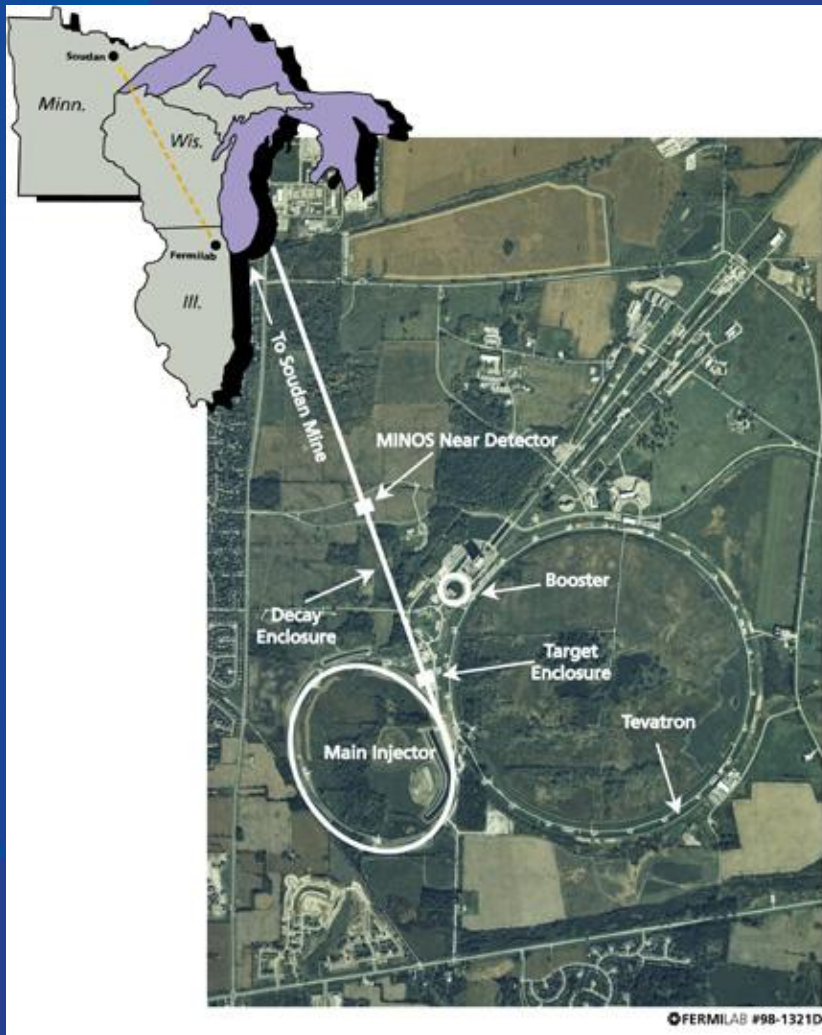 Soudan
Minn.
Wis.
Fermilab
Ill.
To Soudan Mine
MINOS Near Detector
Booster
Decay
Enclosure
Target
Enclosure
Main Injector
Tevatron
FERMILAB #98-1321D